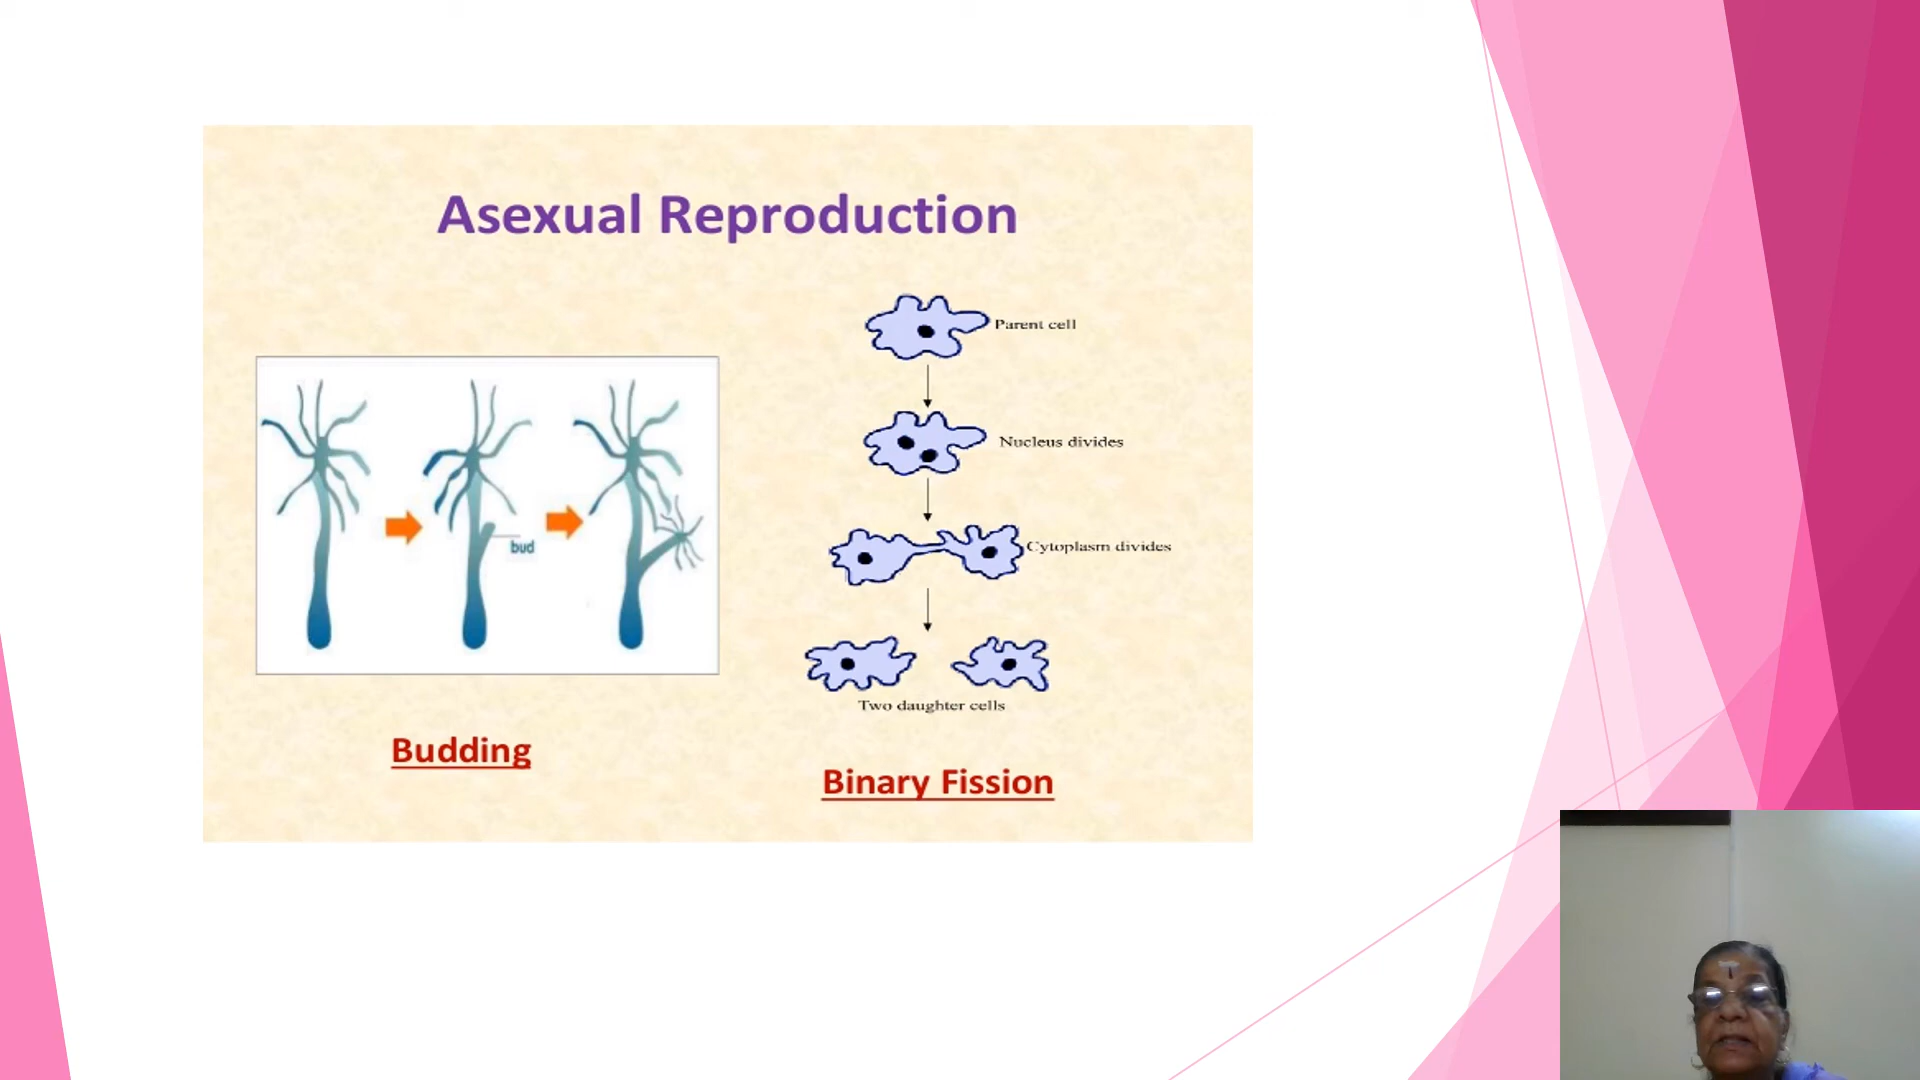 Asexual Reproduction
Parent cell
Nucleus divides
bud
Cytoplasm divides
Two daughter cells
Budding
Binary Fission